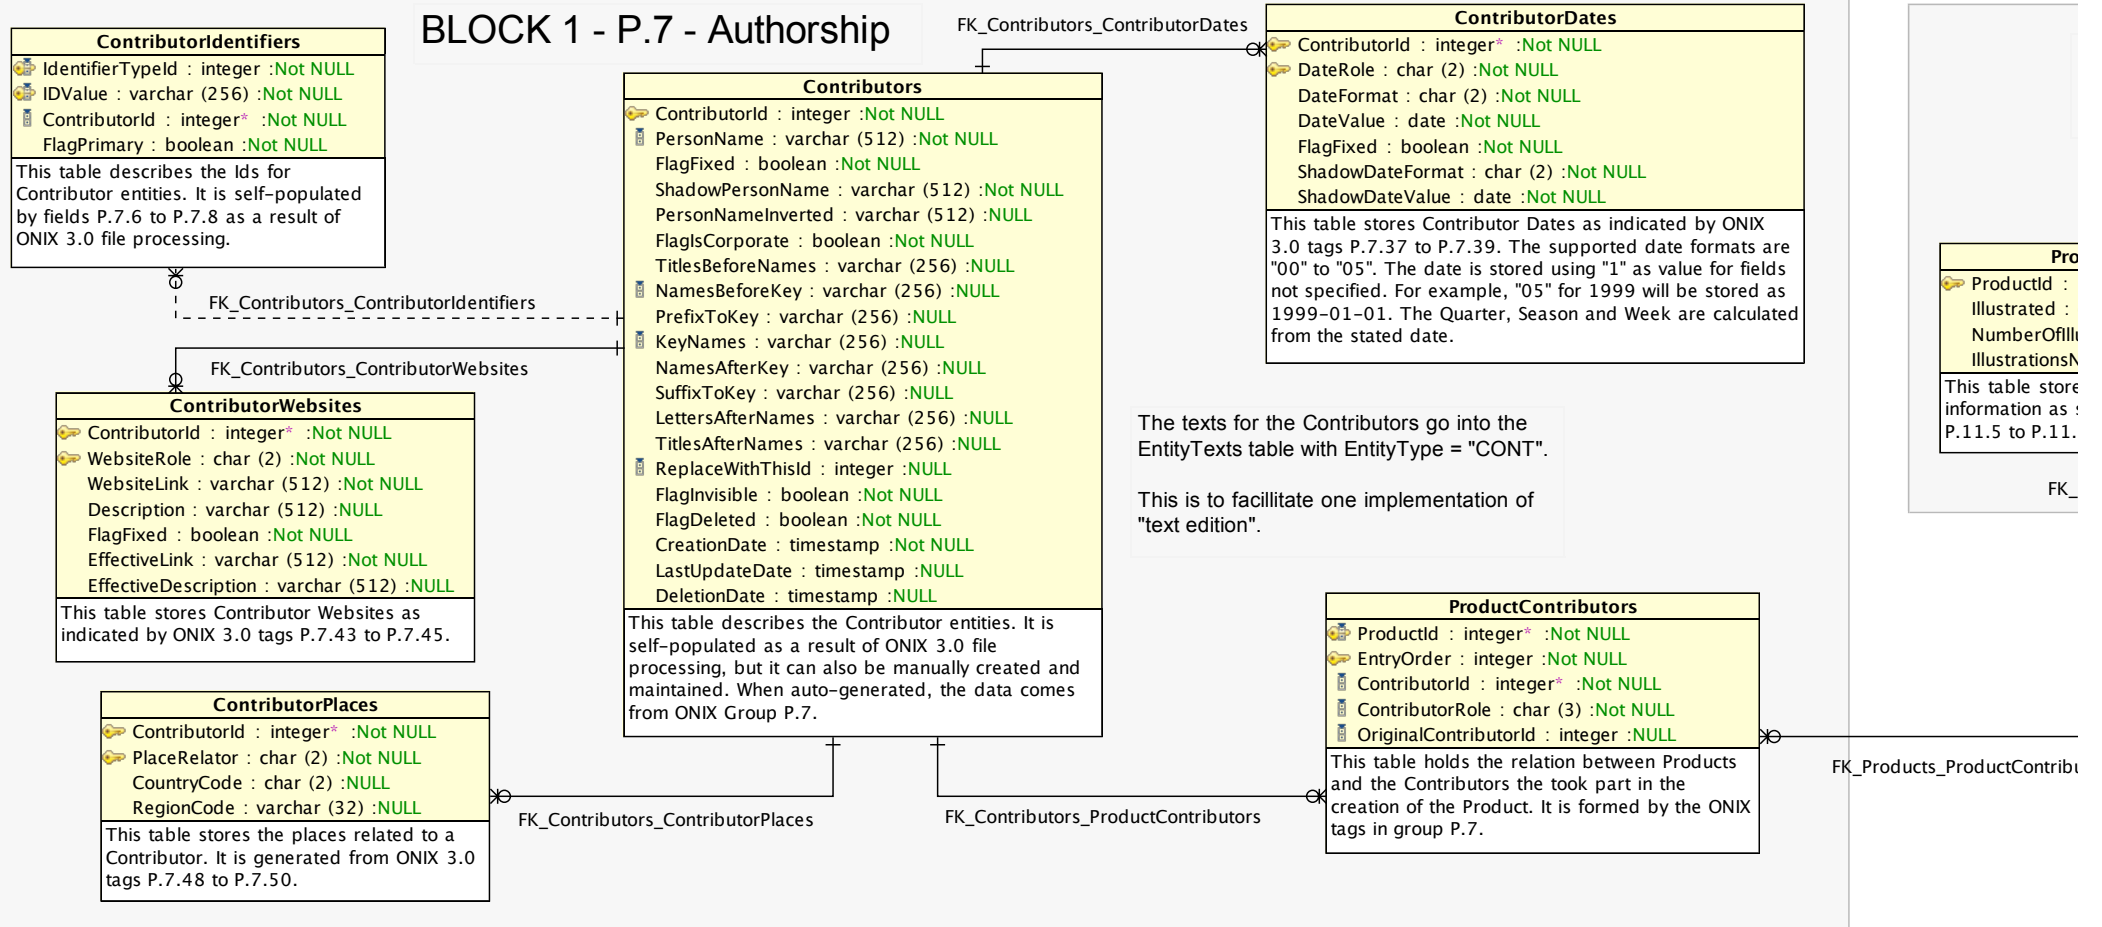 BLOCK 1 - P.7 - Authorship
ContributorIdentifiers
IdentifierTypeId : integer :Not NULL
IDValue : varchar (256) :Not NULL
ContributorId : integer* :Not NULL
FlagPrimary : boolean :Not NULL
This table describes the Ids for
Contributor entities. It is self-populated
by fields P.7.6 to P.7.8 as a result of
ONIX 3.0 file processing.
FK_Contributors_ContributorIdentifiers
FK_Contributors_ContributorWebsites
ContributorWebsites
ContributorId : integer* :Not NULL
WebsiteRole : char (2) :Not NULL
WebsiteLink : varchar (512) :Not NULL
Description : varchar (512) :NULL
FlagFixed : boolean :Not NULL
EffectiveLink : varchar (512) :Not NULL
EffectiveDescription : varchar (512) :NULL
This table stores Contributor Websites as
indicated by ONIX 3.0 tags P.7.43 to P.7.45.
ContributorPlaces
ContributorId : integer* :Not NULL
PlaceRelator : char (2) :Not NULL
CountryCode : char (2) :NULL
RegionCode : varchar (32) :NULL
This table stores the places related to a
Contributor. It is generated from ONIX 3.0
tags P.7.48 to P.7.50.
FK_Contributors_ContributorPlaces
Contributors
ContributorId : integer :Not NULL
PersonName : varchar (512) :Not NULL
FlagFixed : boolean :Not NULL
ShadowPersonName : varchar (512) :Not NULL
PersonNameInverted : varchar (512) :NULL
FlagIsCorporate : boolean :Not NULL
TitlesBeforeNames : varchar (256) :NULL
NamesBeforeKey : varchar (256) :NULL
PrefixToKey : varchar (256) :NULL
KeyNames : varchar (256) :NULL
NamesAfterKey : varchar (256) :NULL
SuffixToKey : varchar (256) :NULL
LettersAfterNames : varchar (256) :NULL
TitlesAfterNames : varchar (256) :NULL
ReplaceWithThisId : integer :NULL
FlagInvisible : boolean :Not NULL
FlagDeleted : boolean :Not NULL
CreationDate : timestamp :Not NULL
LastUpdateDate : timestamp :NULL
DeletionDate : timestamp :NULL
This table describes the Contributor entities. It is
self-populated as a result of ONIX 3.0 file
processing, but it can also be manually created and
maintained. When auto-generated, the data comes
from ONIX Group P.7.
FK_Contributors_ContributorDates
ContributorDates
ContributorId : integer* :Not NULL
DateRole : char (2) :Not NULL
DateFormat : char (2) :Not NULL
DateValue : date :Not NULL
FlagFixed : boolean :Not NULL
ShadowDateFormat : char (2) :Not NULL
ShadowDateValue : date :Not NULL
This table stores Contributor Dates as indicated by ONIX
3.0 tags P.7.37 to P.7.39. The supported date formats are
"00" to "05". The date is stored using "1" as value for fields
not specified. For example, "05" for 1999 will be stored as
1999-01-01. The Quarter, Season and Week are calculated
from the stated date.
The texts for the Contributors go into the
EntityTexts table with EntityType = "CONT".
This is to facillitate one implementation of
"text edition".
FK_Contributors_ProductContributors
ProductContributors
ProductId : integer* :Not NULL
EntryOrder : integer :Not NULL
ContributorId : integer* :Not NULL
ContributorRole : char (3) :Not NULL
OriginalContributorId : integer :NULL
This table holds the relation between Products
and the Contributors the took part in the
creation of the Product. It is formed by the ONIX
tags in group P.7.
FK_Products_ProductContribu
Pro
ProductId :
Illustrated :
NumberOfIllu
IllustrationsN
This table store
information as s
P.11.5 to P.11.
FK_